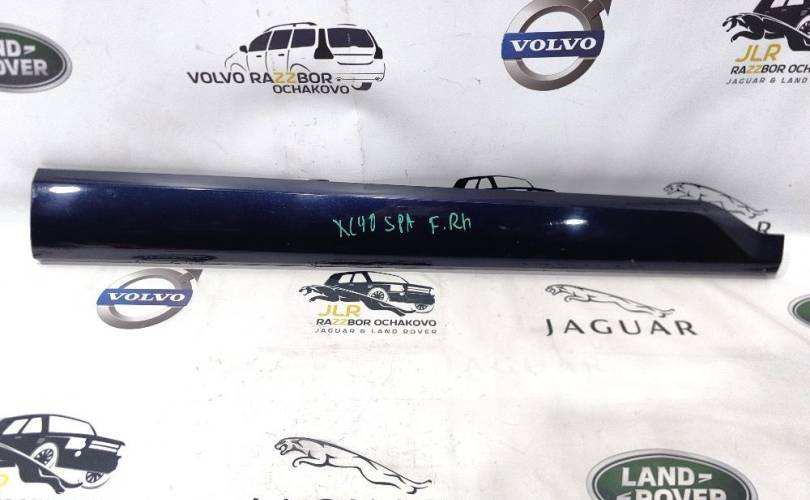 LAND
ROVER
VOLVO RAZZBOR
OCHAKOVO
VOLVO
JLR
RAZZBOR OCHA
JAGUAR & LAND
XC40 SPA F.Rh
VOLVO
JLR
RAZZBOR OCHAKOVO
JAGUAR & LAND ROVER
JAGUAR
LAND
ROVER